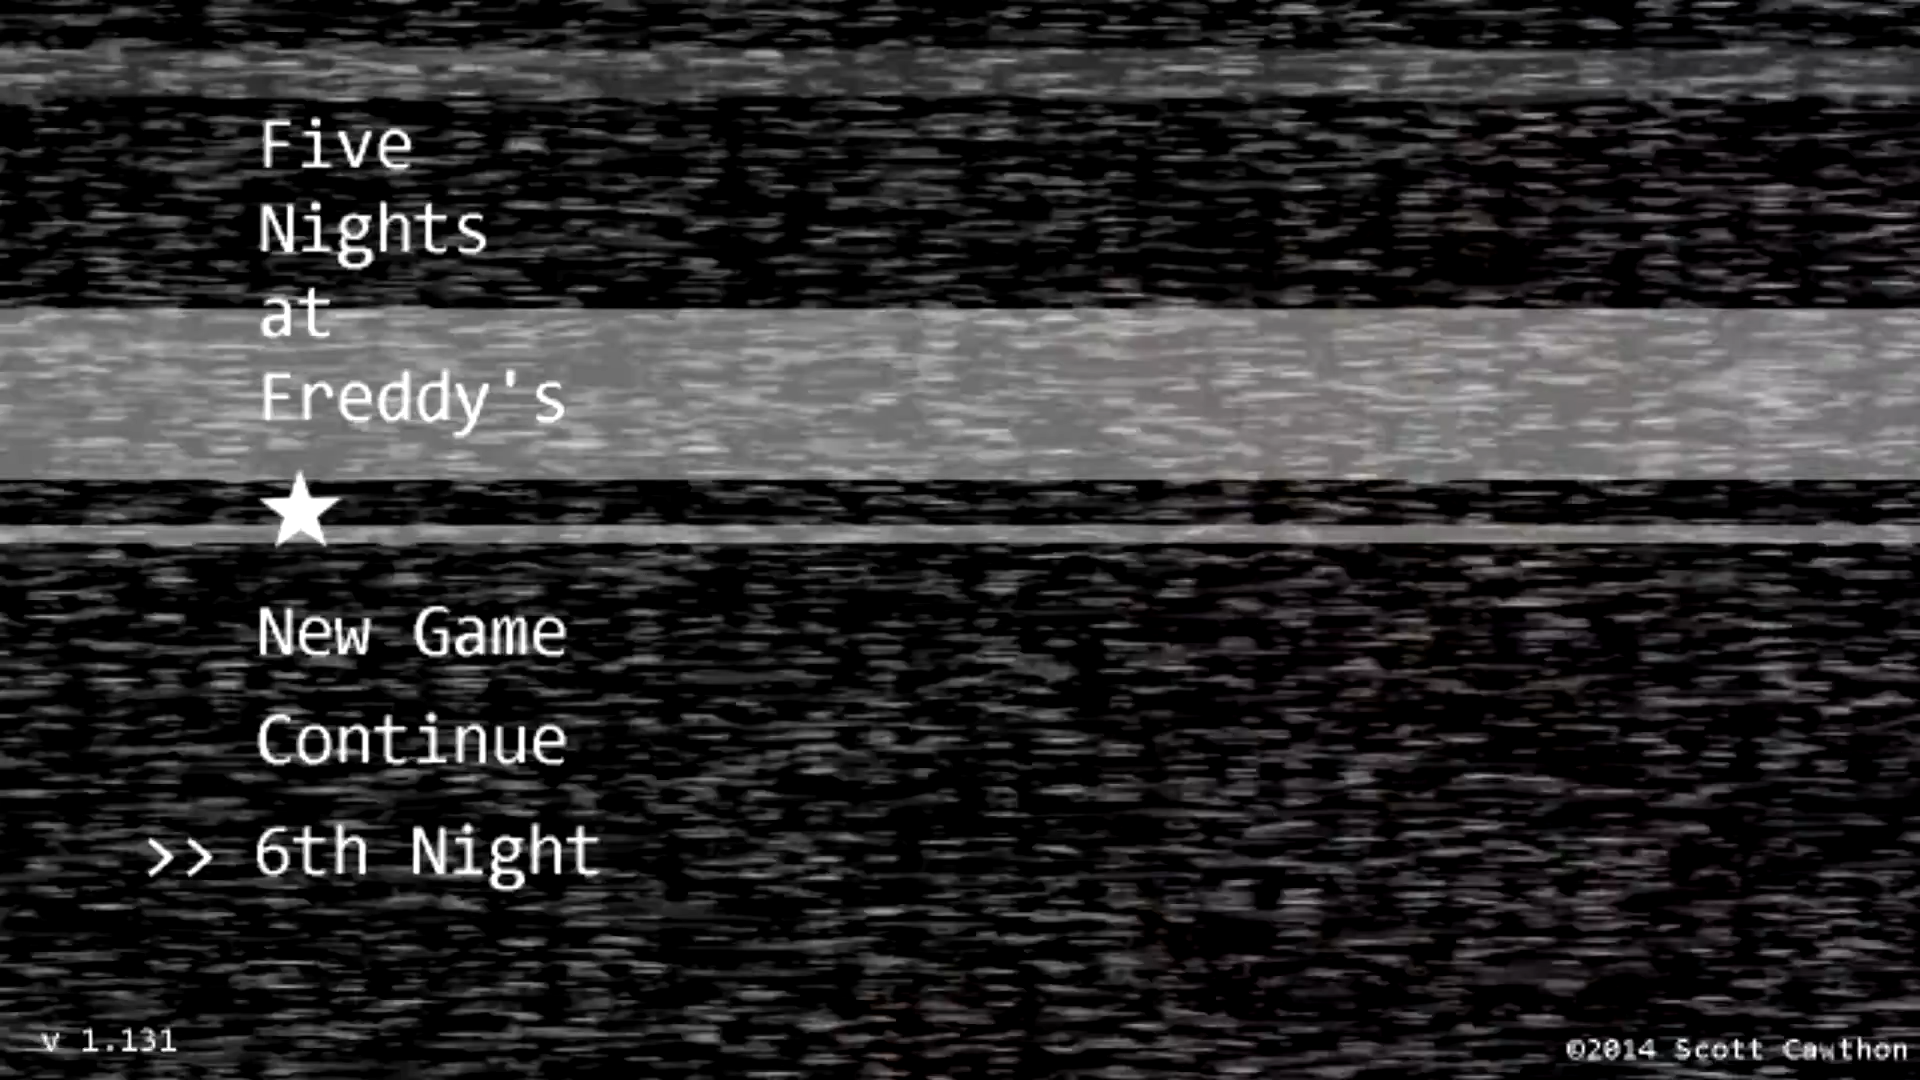 Five
Nights
at
Freddy's
New Game
Continue
>> 6th Night
v 1.131
©2014 Scott Cawthon